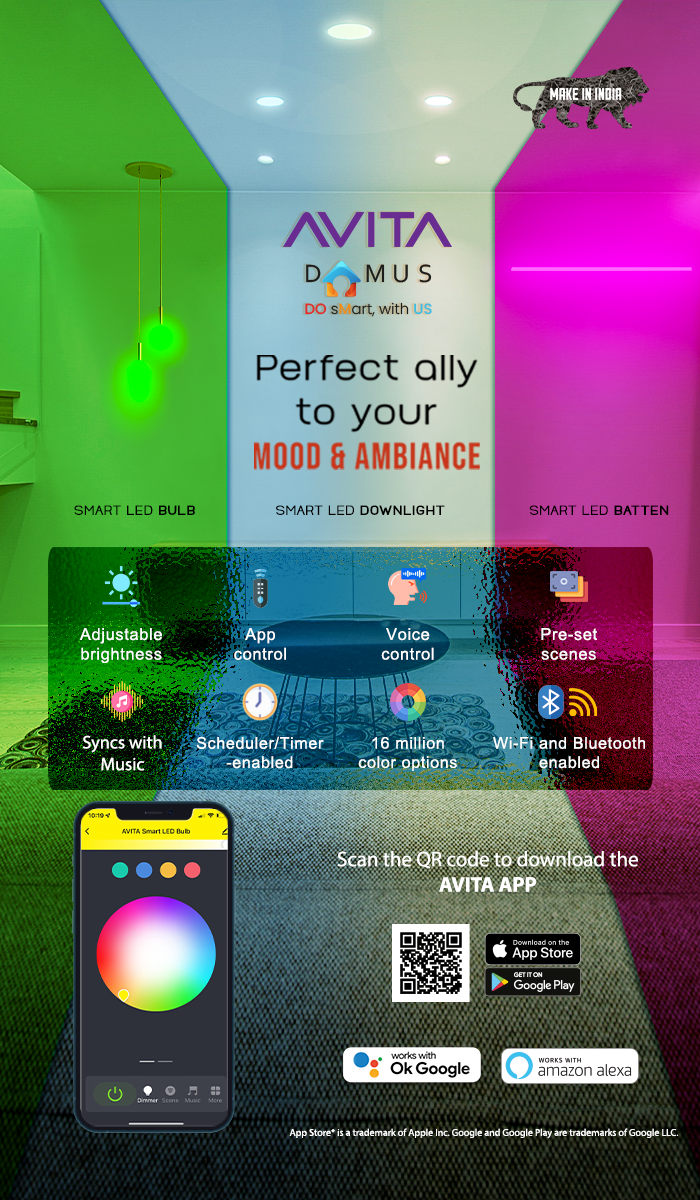 MAKE IN INDIA
AVITA
DOMUS
DO sMart, with US
Perfect ally
to your
MOOD & AMBIANCE
SMART LED BULB
SMART LED DOWNLIGHT
SMART LED BATTEN
Adjustable
brightness
App
control
Voice
control
Pre-set
scenes
Syncs with
Music
Scheduler/Timer
-enabled
16 million
color options
Wi-Fi and Bluetooth
enabled
10:19
AVITA Smart LED Bulb
Dimmer
Scene
Music
More
Scan the QR code to download the
AVITA APP
Download on the
App Store
GET IT ON
Google Play
works with
Ok Google
WORKS WITH
amazon alexa
App Store* is a trademark of Apple Inc. Google and Google Play are trademarks of Google LLC.